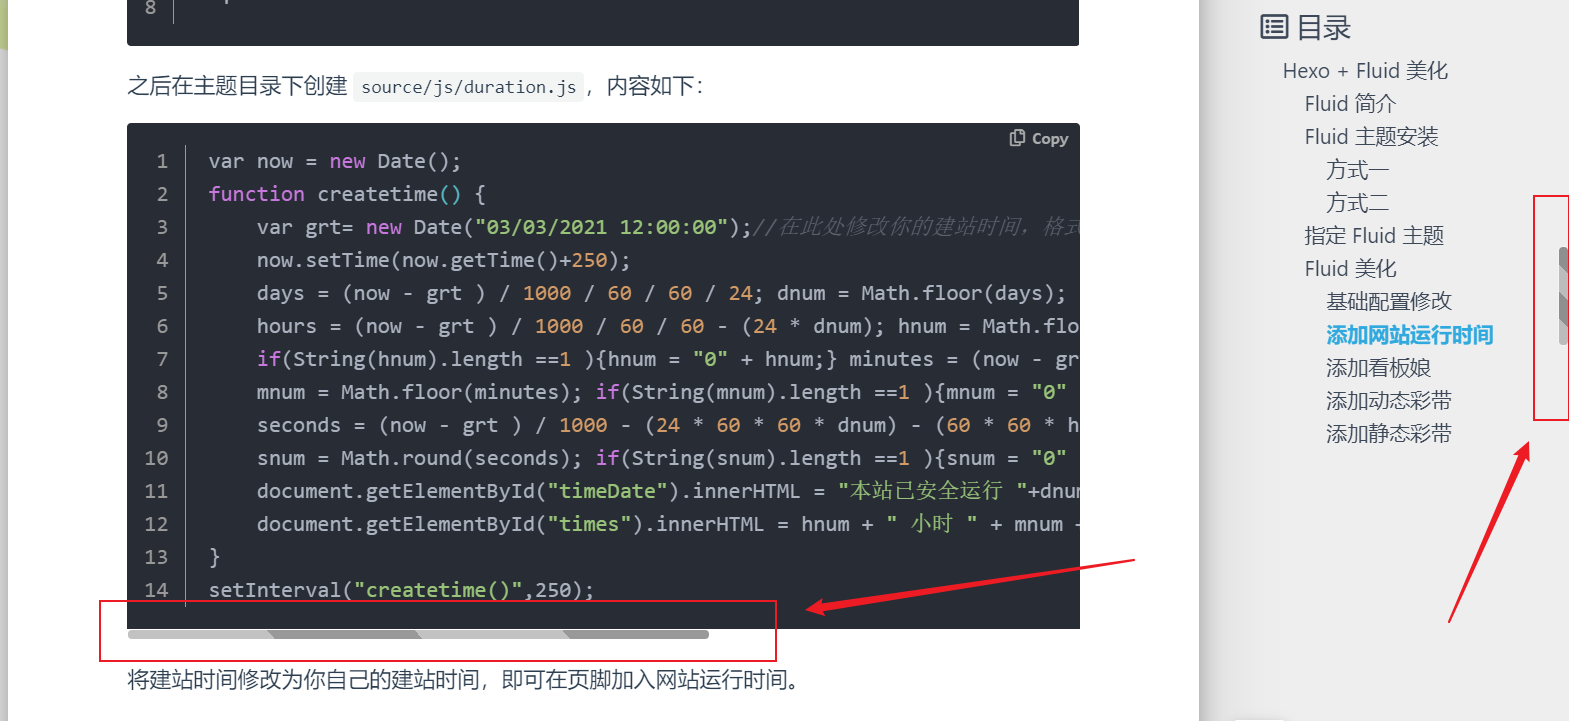 8
之后在主题目录下创建 source/js/duration.js ，内容如下：
Copy
1 var now = new Date();
2 function createtime() {
3 var grt= new Date("03/03/2021 12:00:00");//在此处修改你的建站时间，格式
4 now.setTime(now.getTime()+250);
5 days = (now - grt ) / 1000 / 60 / 60 / 24; dnum = Math.floor(days);
6 hours = (now - grt ) / 1000 / 60 / 60 - (24 * dnum); hnum = Math.flo
7 if(String(hnum).length ==1 ){hnum = "0" + hnum;} minutes = (now - gr
8 mnum = Math.floor(minutes); if(String(mnum).length ==1 ){mnum = "0"
9 seconds = (now - grt ) / 1000 - (24 * 60 * 60 * dnum) - (60 * 60 * h
10 snum = Math.round(seconds); if(String(snum).length ==1 ){snum = "0"
11 document.getElementById("timeDate").innerHTML = "本站已安全运行 "+dnum
12 document.getElementById("times").innerHTML = hnum + " 小时 " + mnum +
13 }
14 setInterval("createtime()",250);
将建站时间修改为你自己的建站时间，即可在页脚加入网站运行时间。
目录
Hexo + Fluid 美化
Fluid 简介
Fluid 主题安装
方式一
方式二
指定 Fluid 主题
Fluid 美化
基础配置修改
添加网站运行时间
添加看板娘
添加动态彩带
添加静态彩带